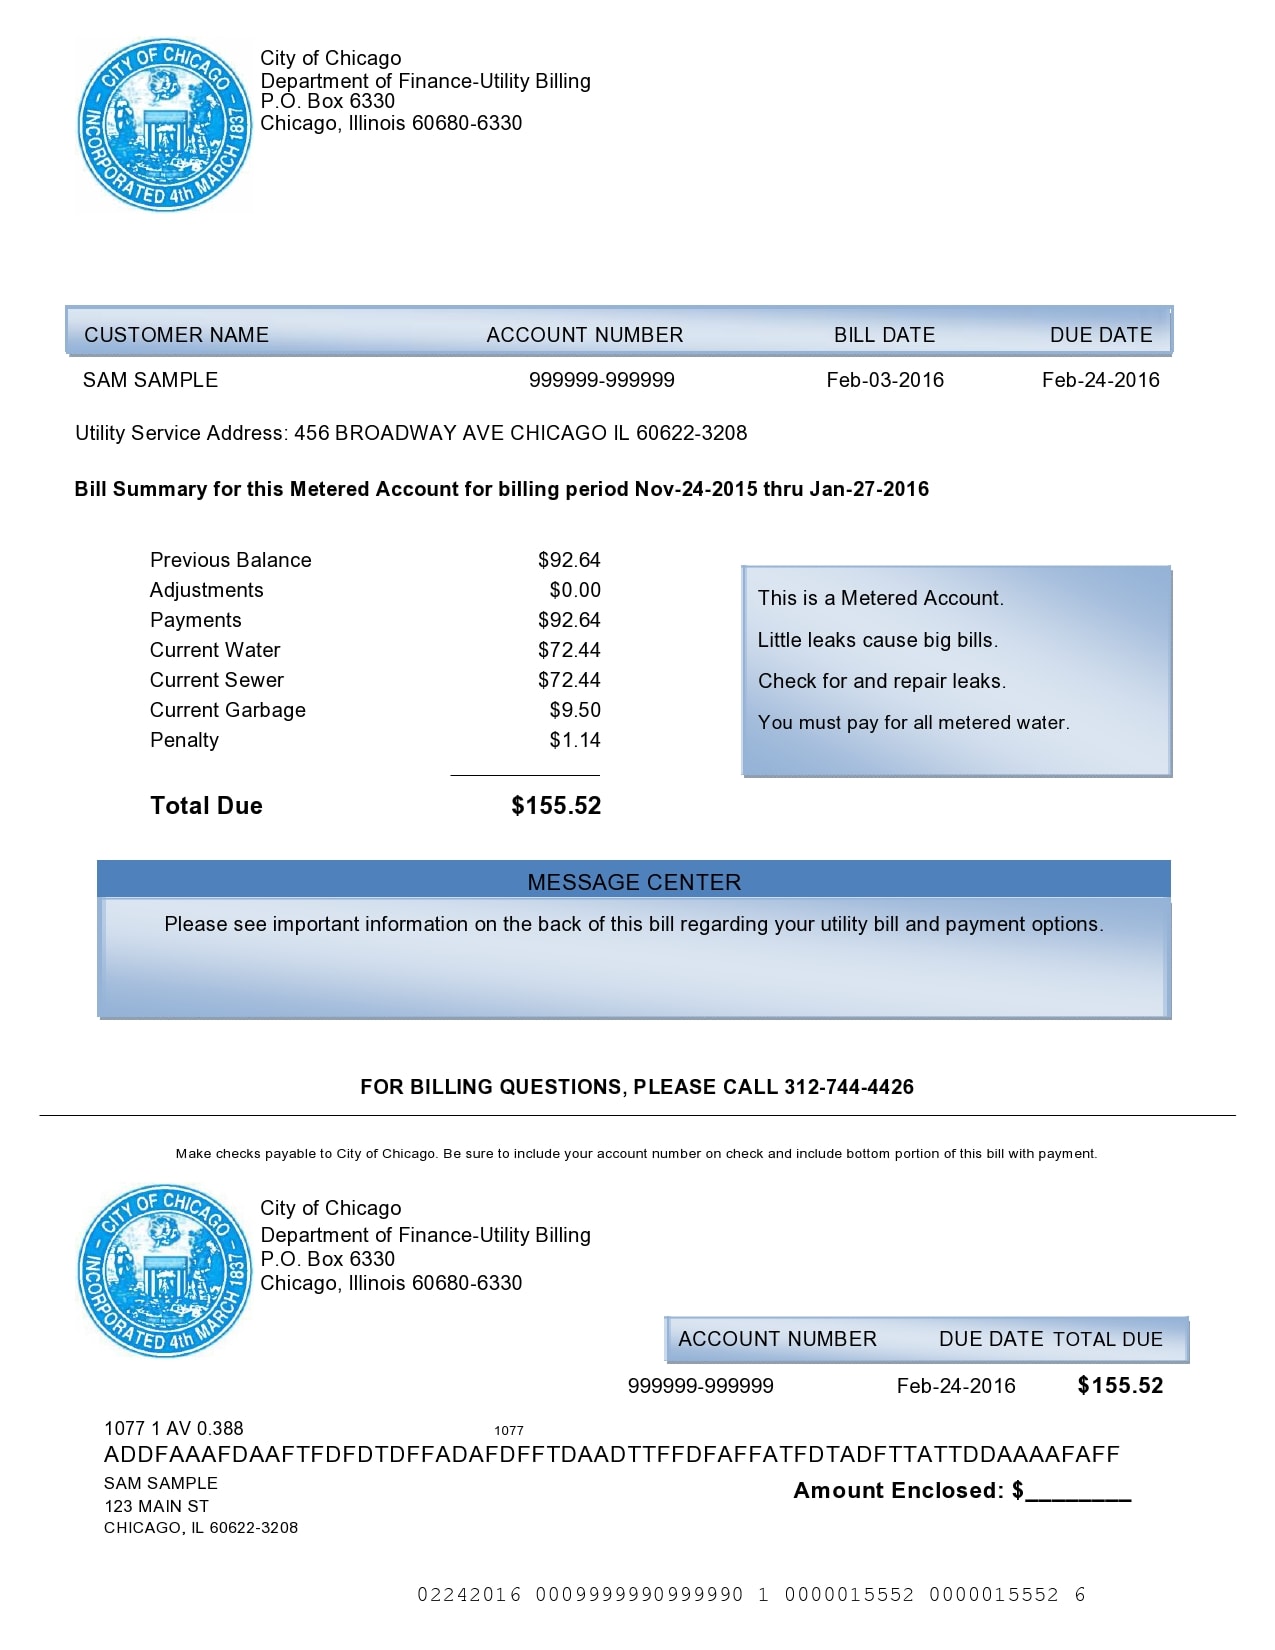 CITY OF CHICAGO
INCORPORATED 4th MARCH 1837
City of Chicago
Department of Finance-Utility Billing
P.O. Box 6330
Chicago, Illinois 60680-6330
CUSTOMER NAME ACCOUNT NUMBER BILL DATE DUE DATE
SAM SAMPLE 999999-999999 Feb-03-2016 Feb-24-2016
Utility Service Address: 456 BROADWAY AVE CHICAGO IL 60622-3208
Bill Summary for this Metered Account for billing period Nov-24-2015 thru Jan-27-2016
Previous Balance $92.64
Adjustments $0.00
Payments $92.64
Current Water $72.44
Current Sewer $72.44
Current Garbage $9.50
Penalty $1.14
Total Due $155.52
This is a Metered Account.
Little leaks cause big bills.
Check for and repair leaks.
You must pay for all metered water.
MESSAGE CENTER
Please see important information on the back of this bill regarding your utility bill and payment options.
FOR BILLING QUESTIONS, PLEASE CALL 312-744-4426
Make checks payable to City of Chicago. Be sure to include your account number on check and include bottom portion of this bill with payment.
CITY OF CHICAGO
INCORPORATED 4th MARCH 1837
City of Chicago
Department of Finance-Utility Billing
P.O. Box 6330
Chicago, Illinois 60680-6330
ACCOUNT NUMBER DUE DATE TOTAL DUE
999999-999999 Feb-24-2016 $155.52
1077 1 AV 0.388 1077
ADDFAAAFDAAFTFDFDTDFFADAFDFFTDAADTTFFDFAFFATFDTADFTTATTDDAAAAFAFF
SAM SAMPLE
123 MAIN ST
CHICAGO, IL 60622-3208
Amount Enclosed: $________
02242016 0009999990999990 1 0000015552 0000015552 6